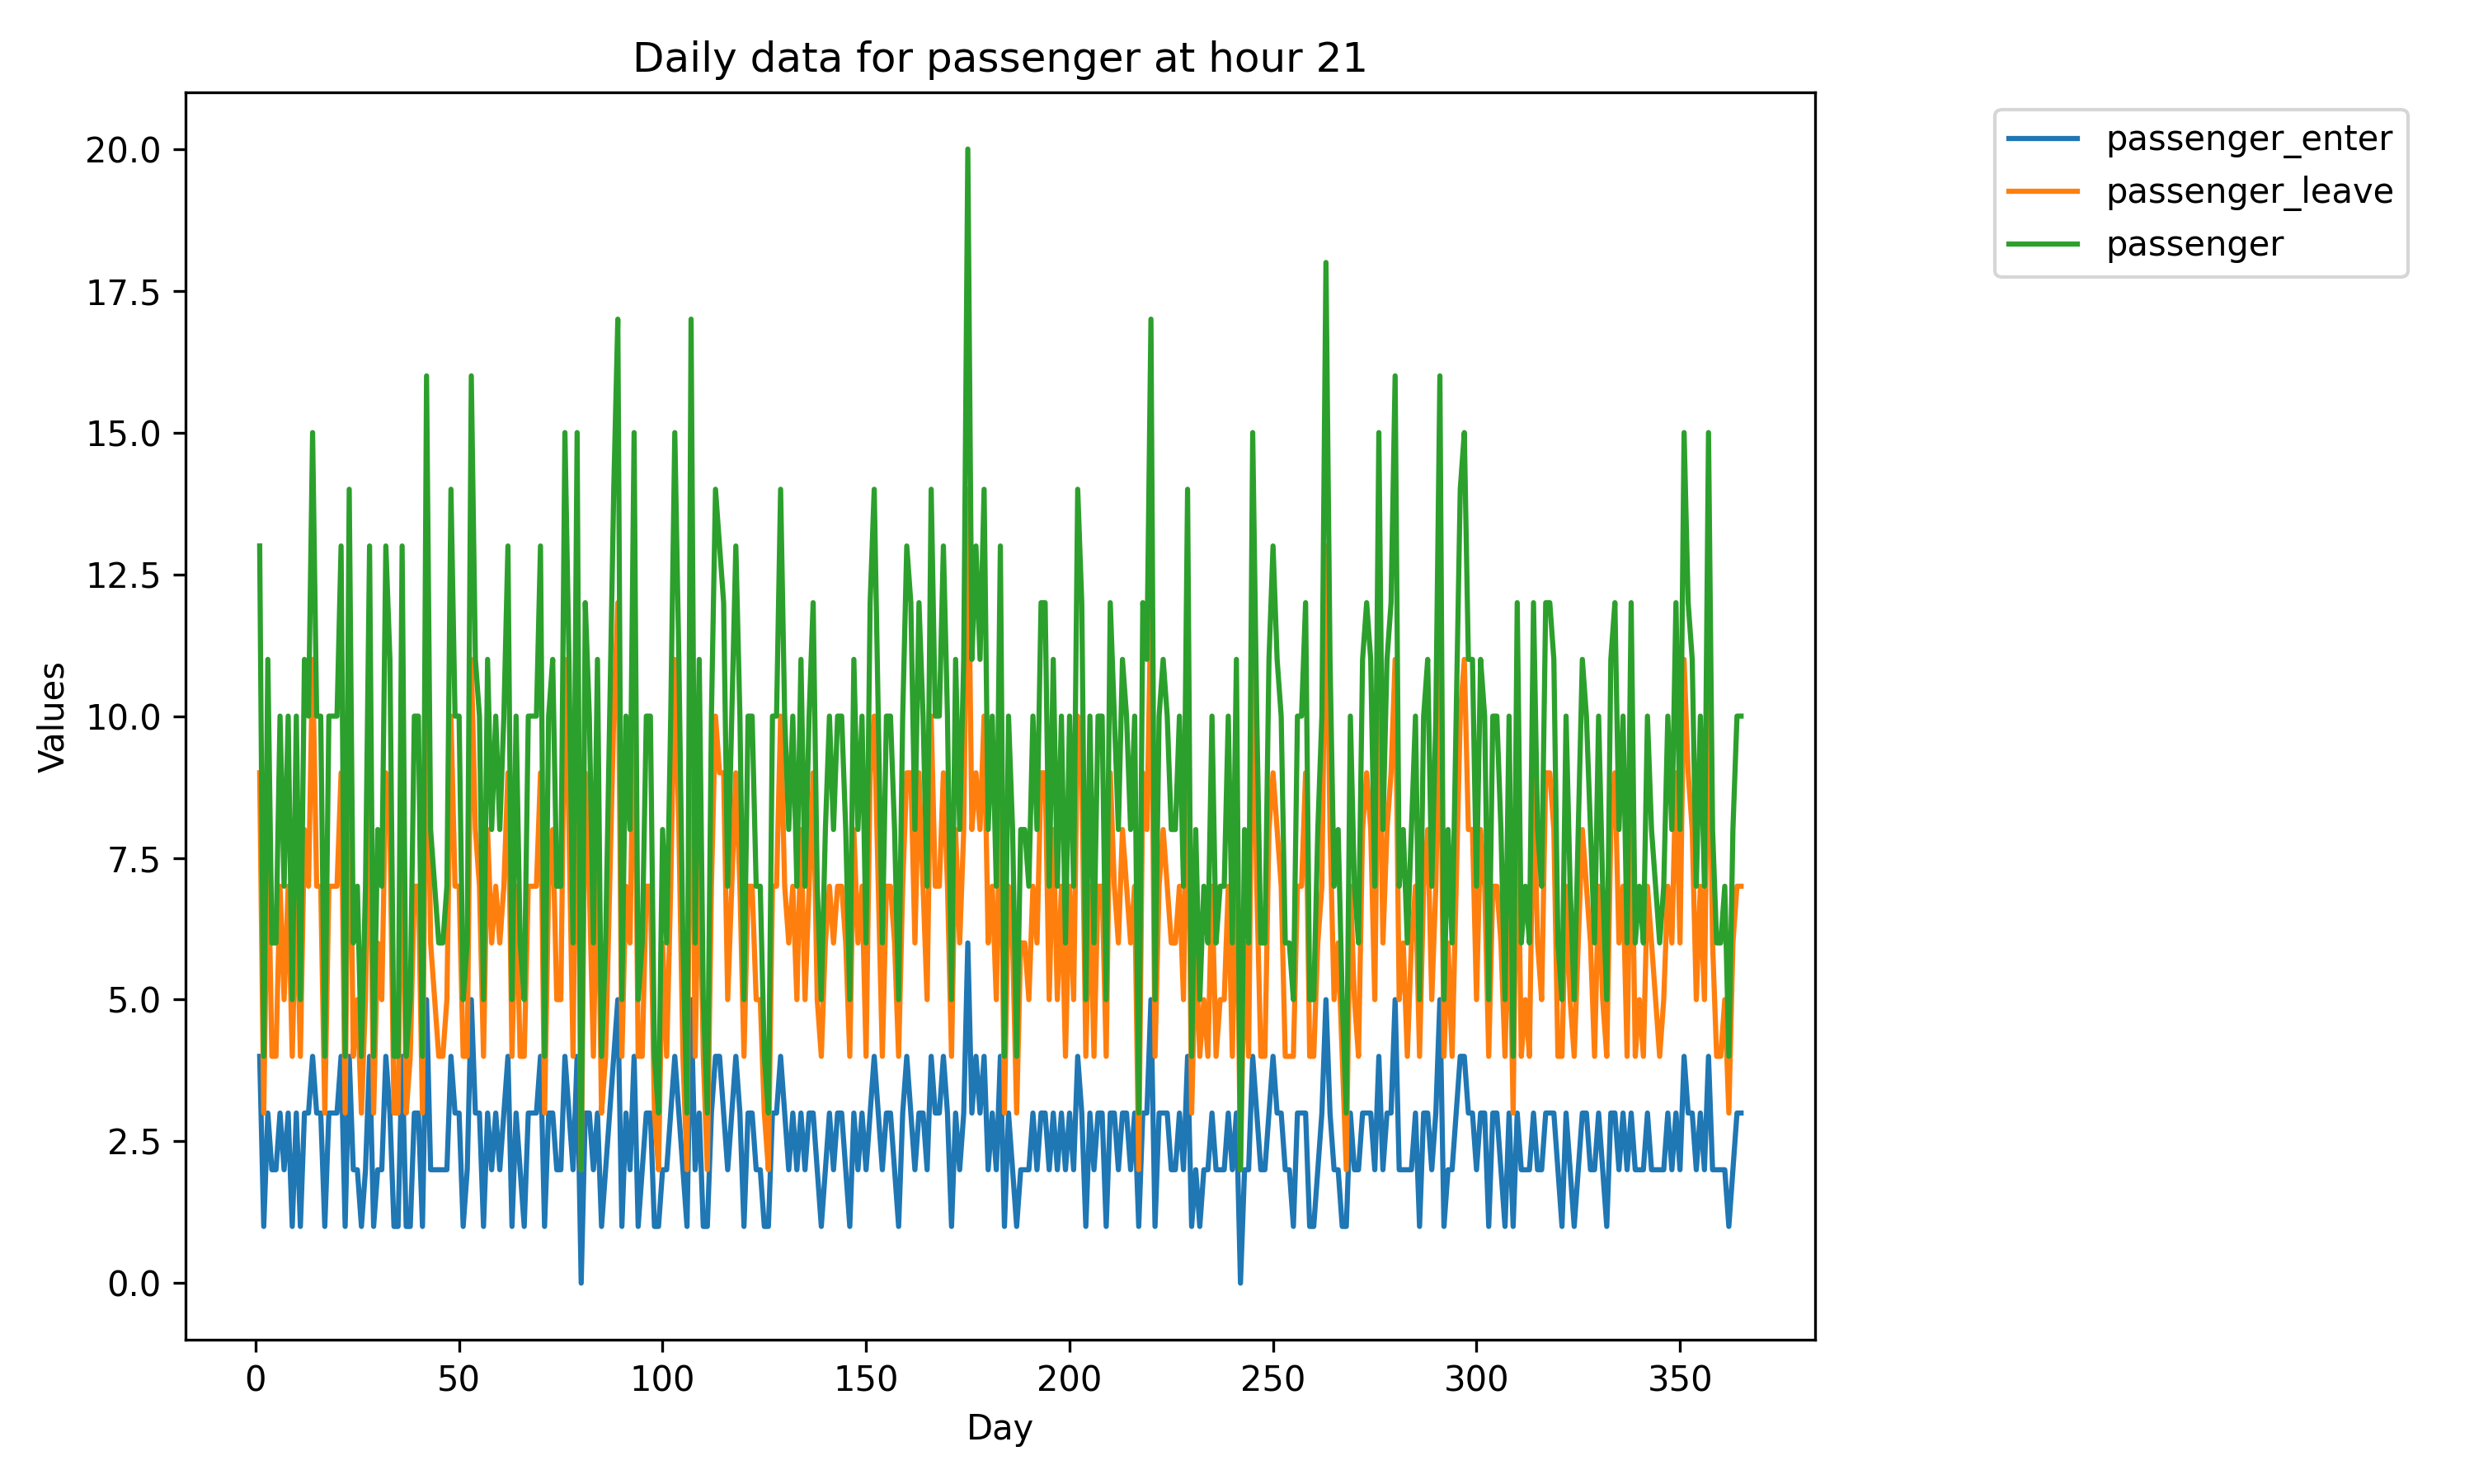 Daily data for passenger at hour 21
passenger_enter
passenger_leave
passenger
20.0
17.5
15.0
12.5
10.0
7.5
5.0
2.5
0.0
Values
0 50 100 150 200 250 300 350
Day